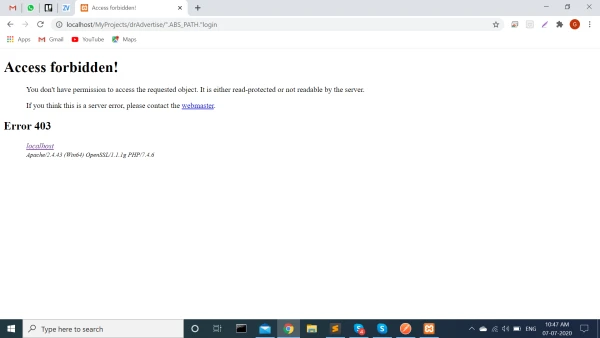 Access forbidden!
localhost/MyProjects/drAdvertise/".ABS_PATH."login
Apps Gmail YouTube Maps
Access forbidden!
You don't have permission to access the requested object. It is either read-protected or not readable by the server.
If you think this is a server error, please contact the webmaster.
Error 403
localhost
Apache/2.4.43 (Win64) OpenSSL/1.1.1g PHP/7.4.6
Type here to search
ENG
10:47 AM
07-07-2020